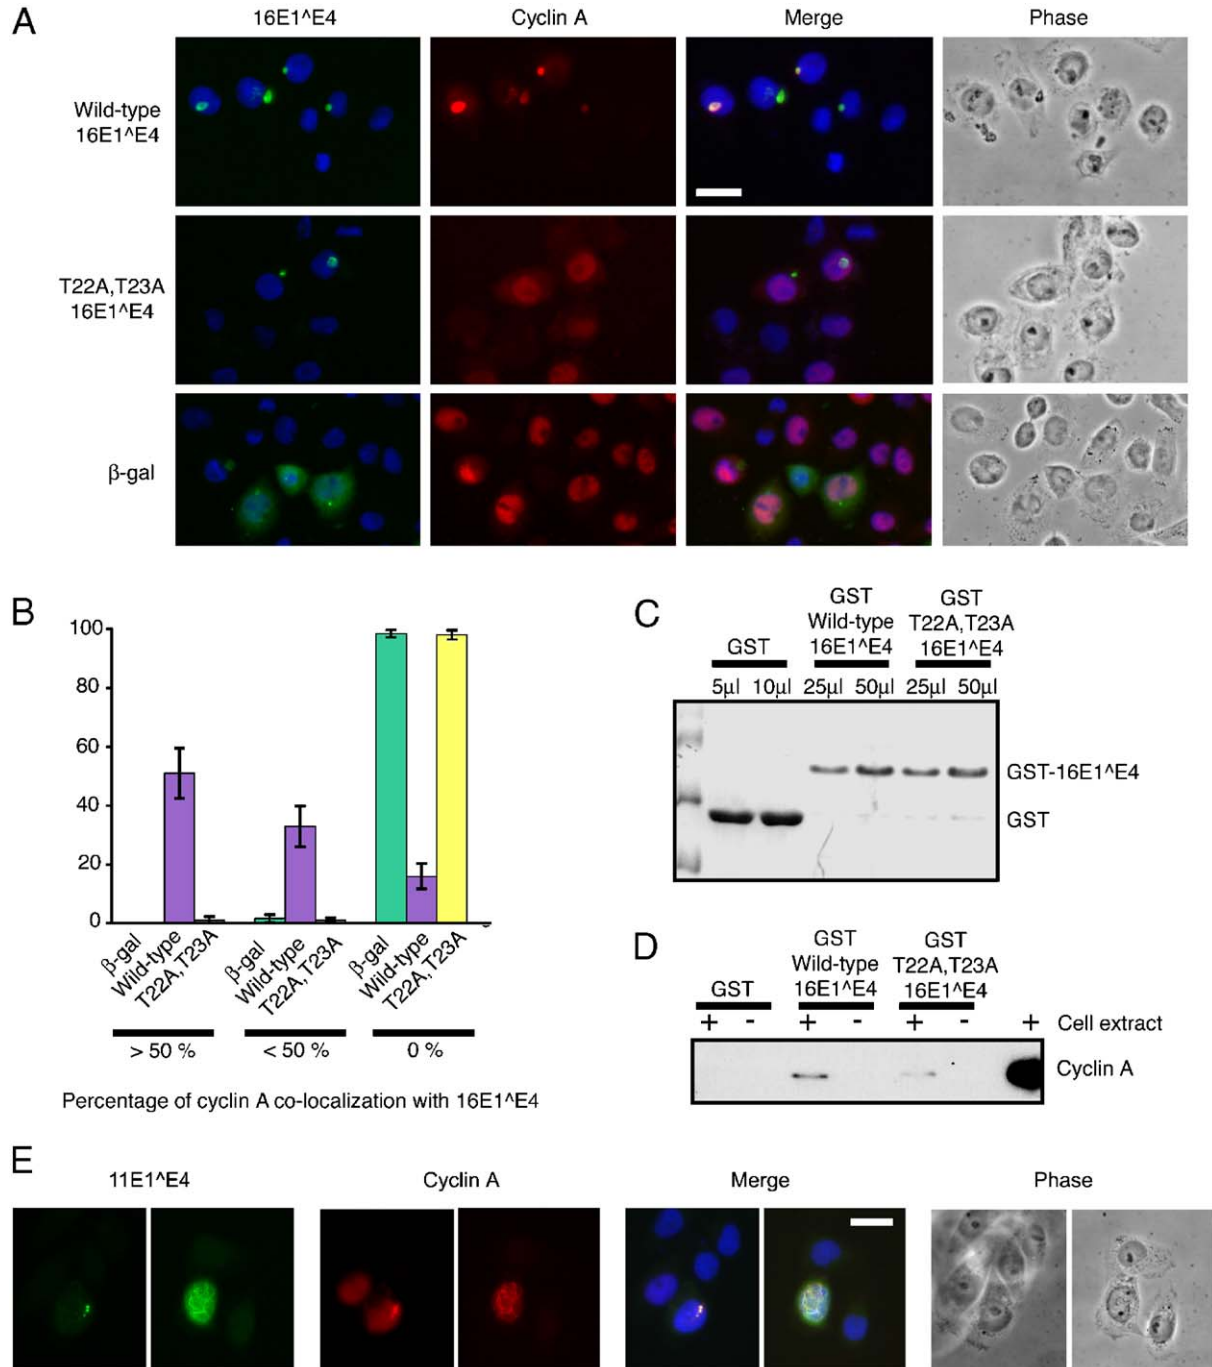 A
16E1^E4 Cyclin A Merge Phase
Wild-type
16E1^E4
T22A,T23A
16E1^E4
β-gal
B
100
80
60
40
20
0
β-gal
Wild-type
T22A,T23A
β-gal
Wild-type
T22A,T23A
β-gal
Wild-type
T22A,T23A
> 50 % < 50 % 0 %
Percentage of cyclin A co-localization with 16E1^E4
C
GST
GST
Wild-type
16E1^E4
GST
T22A,T23A
16E1^E4
5µl 10µl 25µl 50µl 25µl 50µl
GST-16E1^E4
GST
D
GST
GST
Wild-type
16E1^E4
GST
T22A,T23A
16E1^E4
+ - + - + - + Cell extract
Cyclin A
E
11E1^E4 Cyclin A Merge Phase